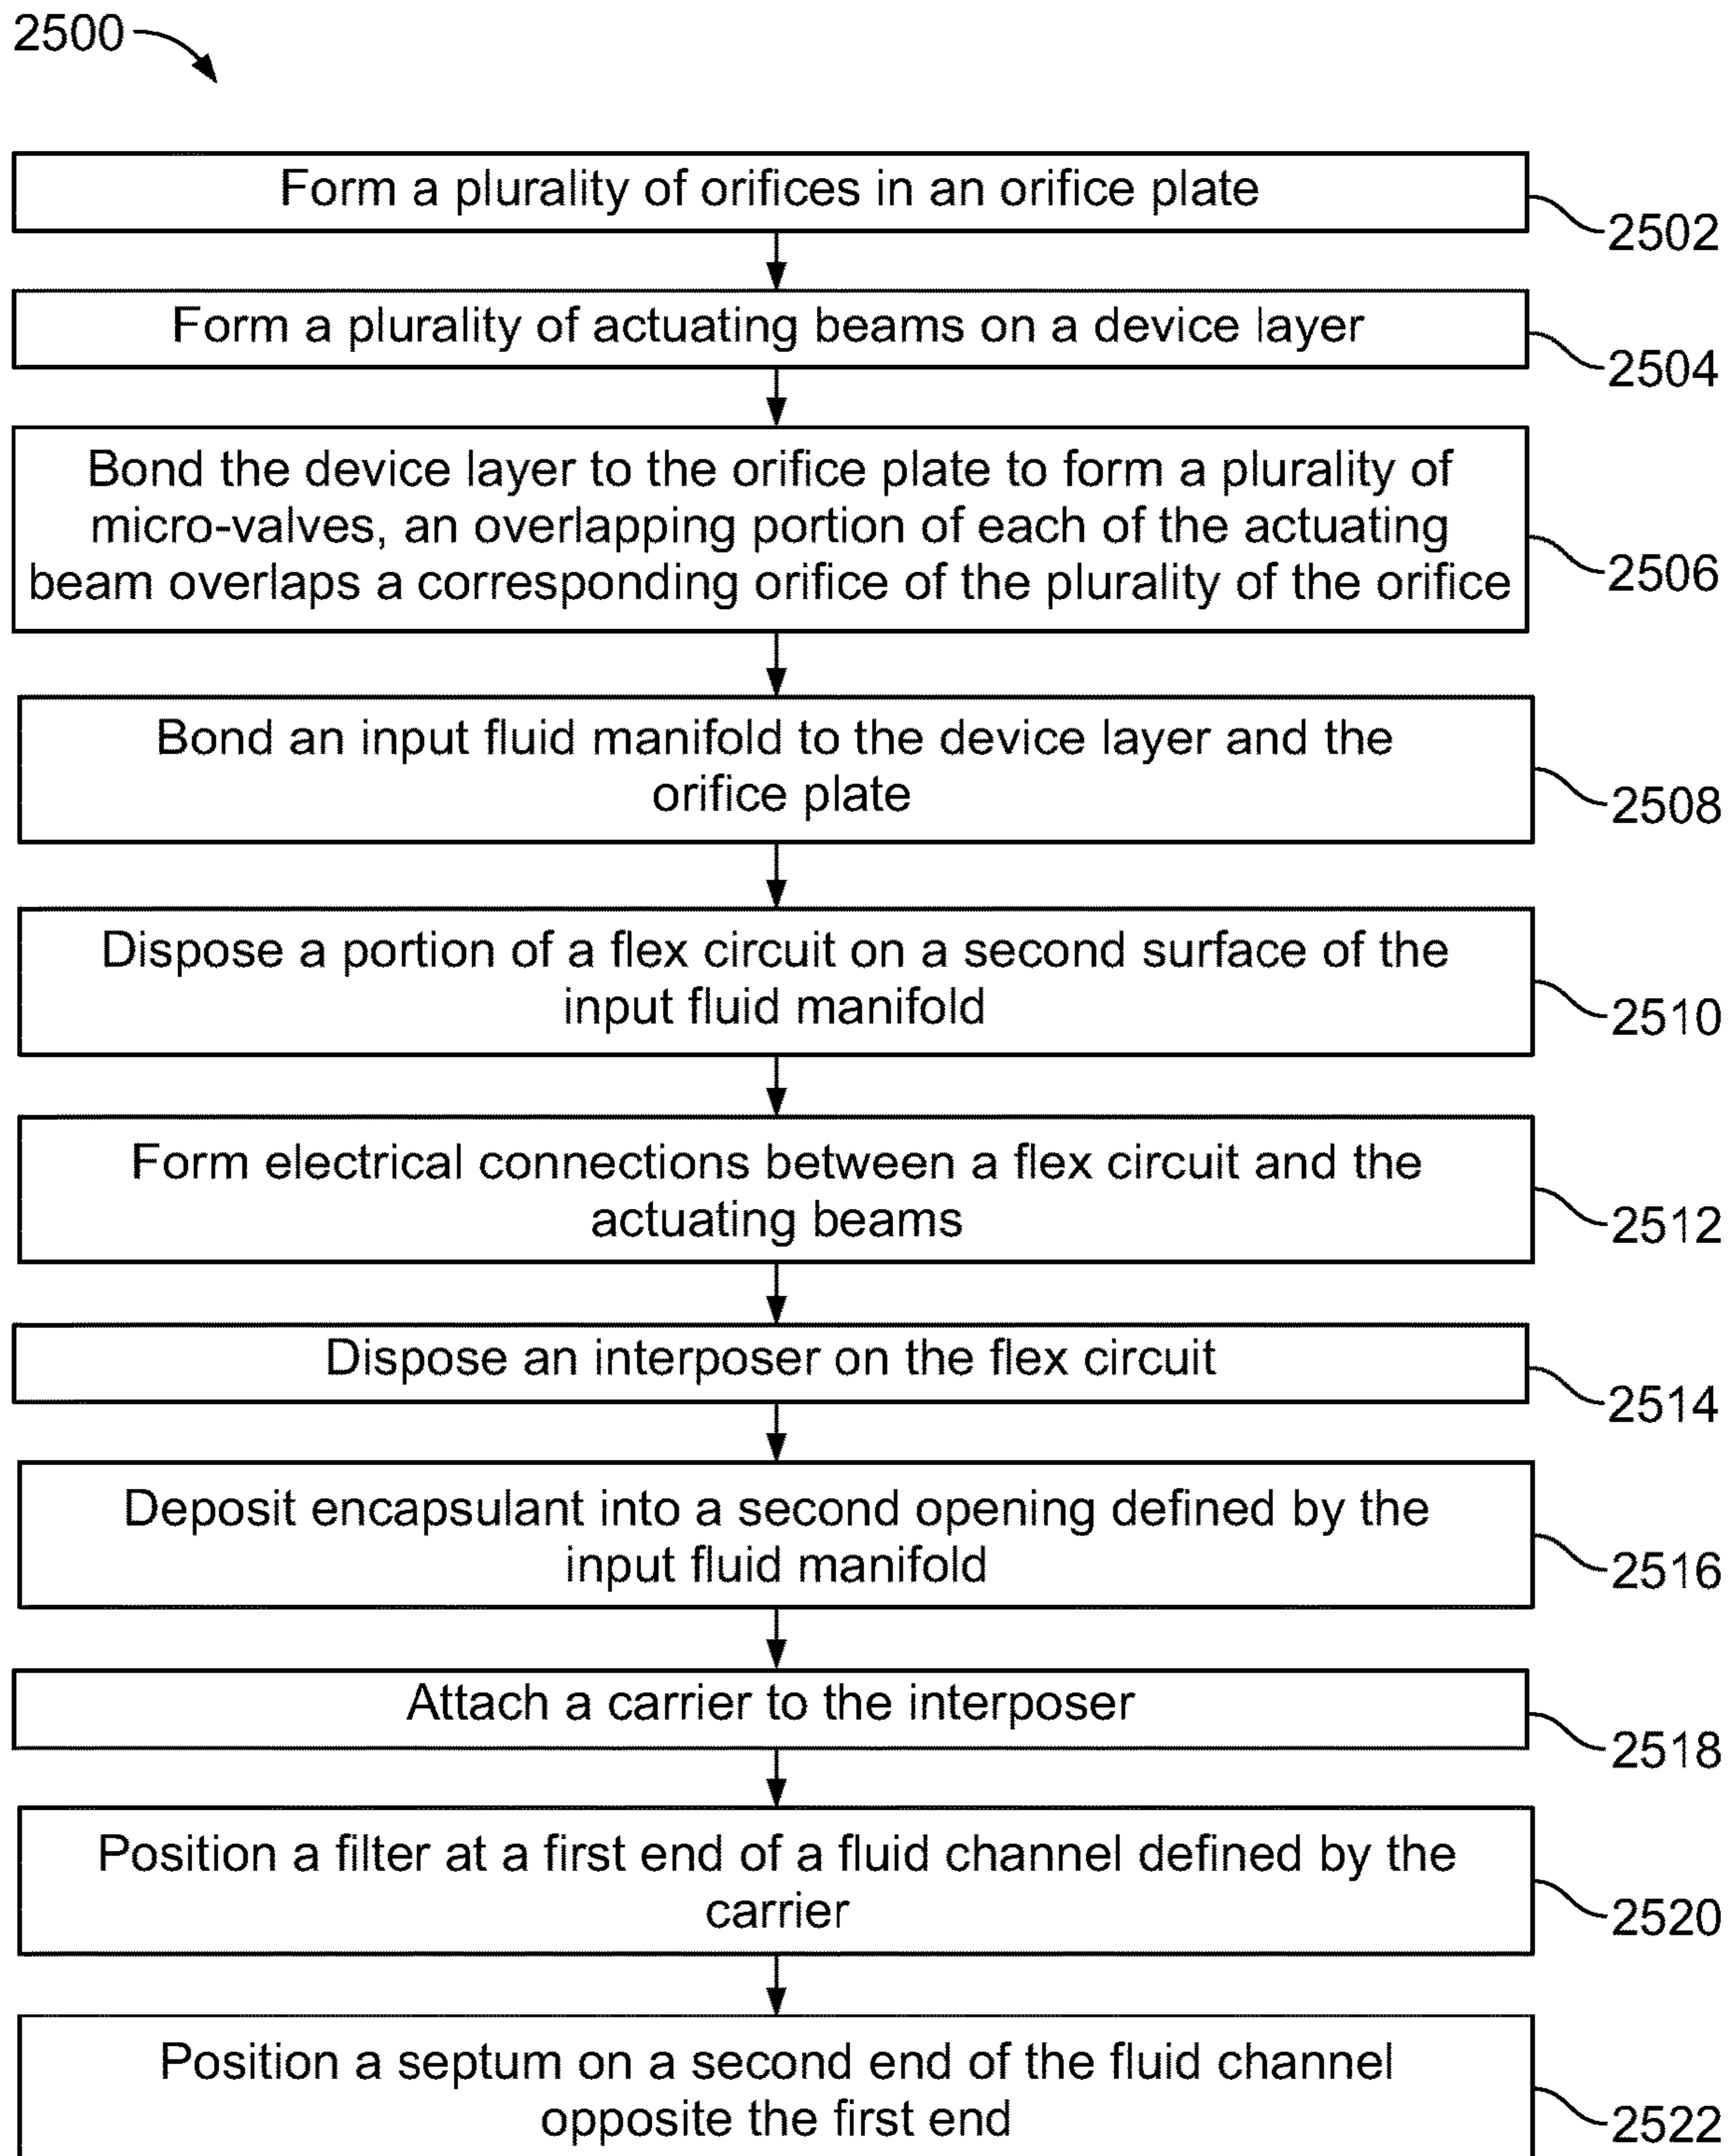 2500
Form a plurality of orifices in an orifice plate
2502
Form a plurality of actuating beams on a device layer
2504
Bond the device layer to the orifice plate to form a plurality of
micro-valves, an overlapping portion of each of the actuating
beam overlaps a corresponding orifice of the plurality of the orifice
2506
Bond an input fluid manifold to the device layer and the
orifice plate
2508
Dispose a portion of a flex circuit on a second surface of the
input fluid manifold
2510
Form electrical connections between a flex circuit and the
actuating beams
2512
Dispose an interposer on the flex circuit
2514
Deposit encapsulant into a second opening defined by the
input fluid manifold
2516
Attach a carrier to the interposer
2518
Position a filter at a first end of a fluid channel defined by the
carrier
2520
Position a septum on a second end of the fluid channel
opposite the first end
2522